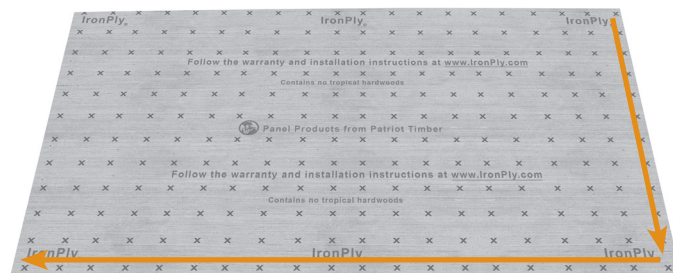 IronPly® IronPly® IronPly®
Follow the warranty and installation instructions at www.IronPly.com
Contains no tropical hardwoods
Panel Products from Patriot Timber
Follow the warranty and installation instructions at www.IronPly.com
Contains no tropical hardwoods
IronPly IronPly IronPly